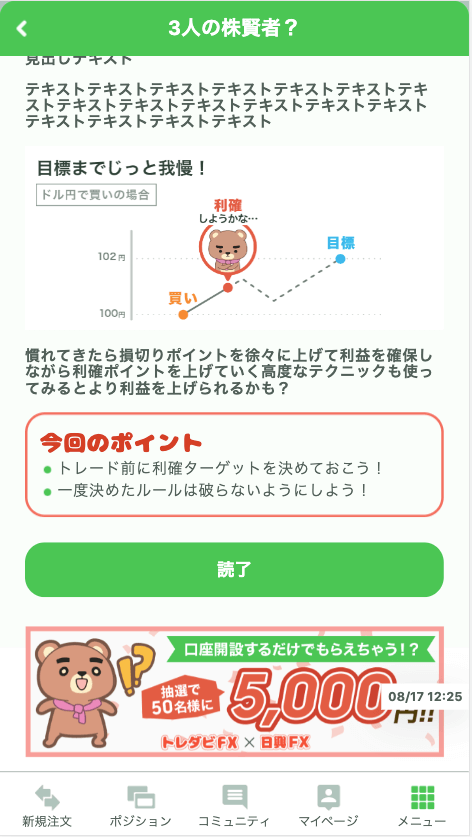 3人の株賢者？
見出しテキスト
テキストテキストテキストテキストテキストテキストテキ
ストテキストテキストテキストテキストテキストテキスト
テキストテキストテキストテキスト
目標までじっと我慢！
ドル円で買いの場合
利確
しようかな…
目標
102円
買い
100円
慣れてきたら損切りポイントを徐々に上げて利益を確保し
ながら利確ポイントを上げていく高度なテクニックも使っ
てみるとより利益を上げられるかも？
今回のポイント
トレード前に利確ターゲットを決めておこう！
一度決めたルールは破らないようにしよう！
読了
口座開設するだけでもらえちゃう!?
抽選で
50名様に
5,000円!!
08/17 12:25
トレダビFX × 日興FX
新規注文
ポジション
コミュニティ
マイページ
メニュー